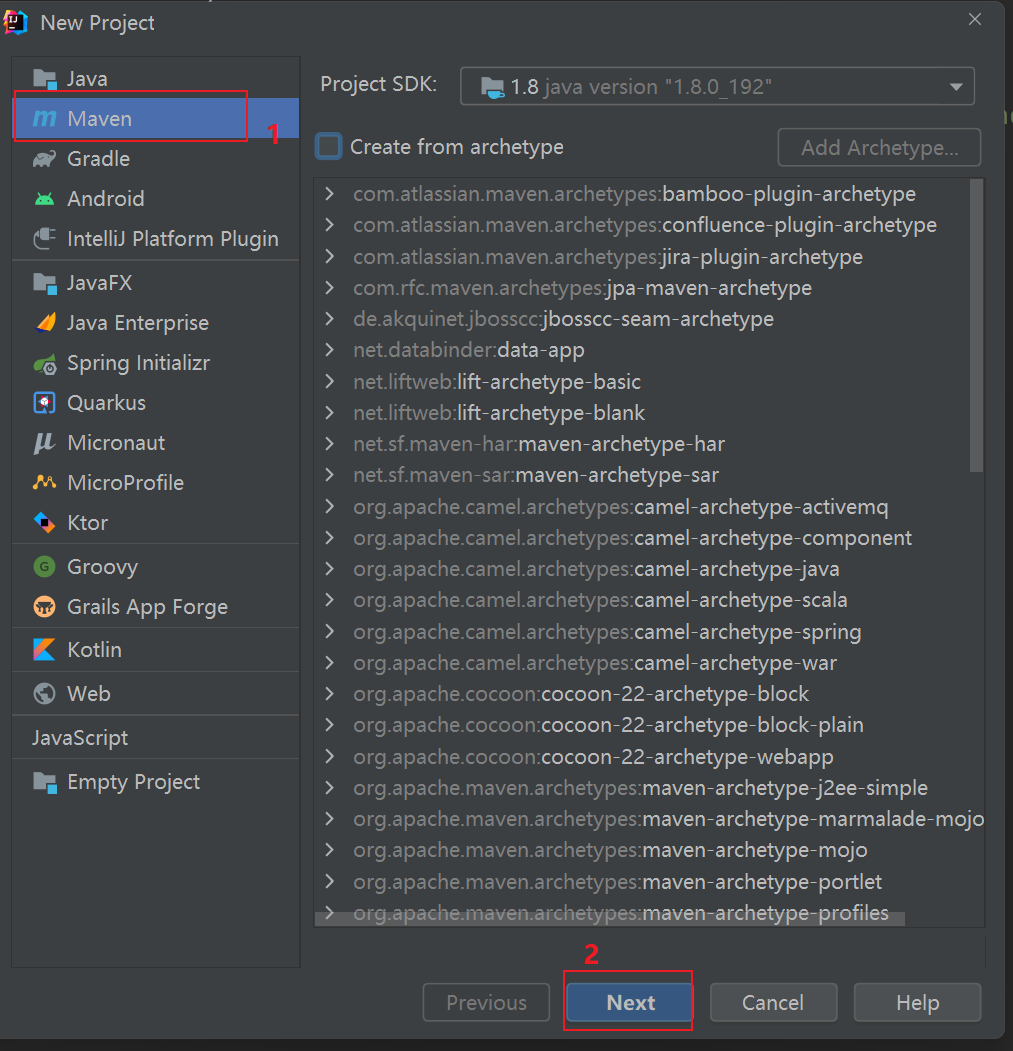 New Project
Java
Maven
1
Gradle
Android
IntelliJ Platform Plugin
JavaFX
Java Enterprise
Spring Initializr
Quarkus
Micronaut
MicroProfile
Ktor
Groovy
Grails App Forge
Kotlin
Web
JavaScript
Empty Project
Project SDK: 1.8 java version "1.8.0_192"
Create from archetype Add Archetype...
com.atlassian.maven.archetypes:bamboo-plugin-archetype
com.atlassian.maven.archetypes:confluence-plugin-archetype
com.atlassian.maven.archetypes:jira-plugin-archetype
com.rfc.maven.archetypes:jpa-maven-archetype
de.akquinet.jbosscc:jbosscc-seam-archetype
net.databinder:data-app
net.liftweb:lift-archetype-basic
net.liftweb:lift-archetype-blank
net.sf.maven-har:maven-archetype-har
net.sf.maven-sar:maven-archetype-sar
org.apache.camel.archetypes:camel-archetype-activemq
org.apache.camel.archetypes:camel-archetype-component
org.apache.camel.archetypes:camel-archetype-java
org.apache.camel.archetypes:camel-archetype-scala
org.apache.camel.archetypes:camel-archetype-spring
org.apache.camel.archetypes:camel-archetype-war
org.apache.cocoon:cocoon-22-archetype-block
org.apache.cocoon:cocoon-22-archetype-block-plain
org.apache.cocoon:cocoon-22-archetype-webapp
org.apache.maven.archetypes:maven-archetype-j2ee-simple
org.apache.maven.archetypes:maven-archetype-marmalade-mojo
org.apache.maven.archetypes:maven-archetype-mojo
org.apache.maven.archetypes:maven-archetype-portlet
org.apache.maven.archetypes:maven-archetype-profiles
2
Previous Next Cancel Help